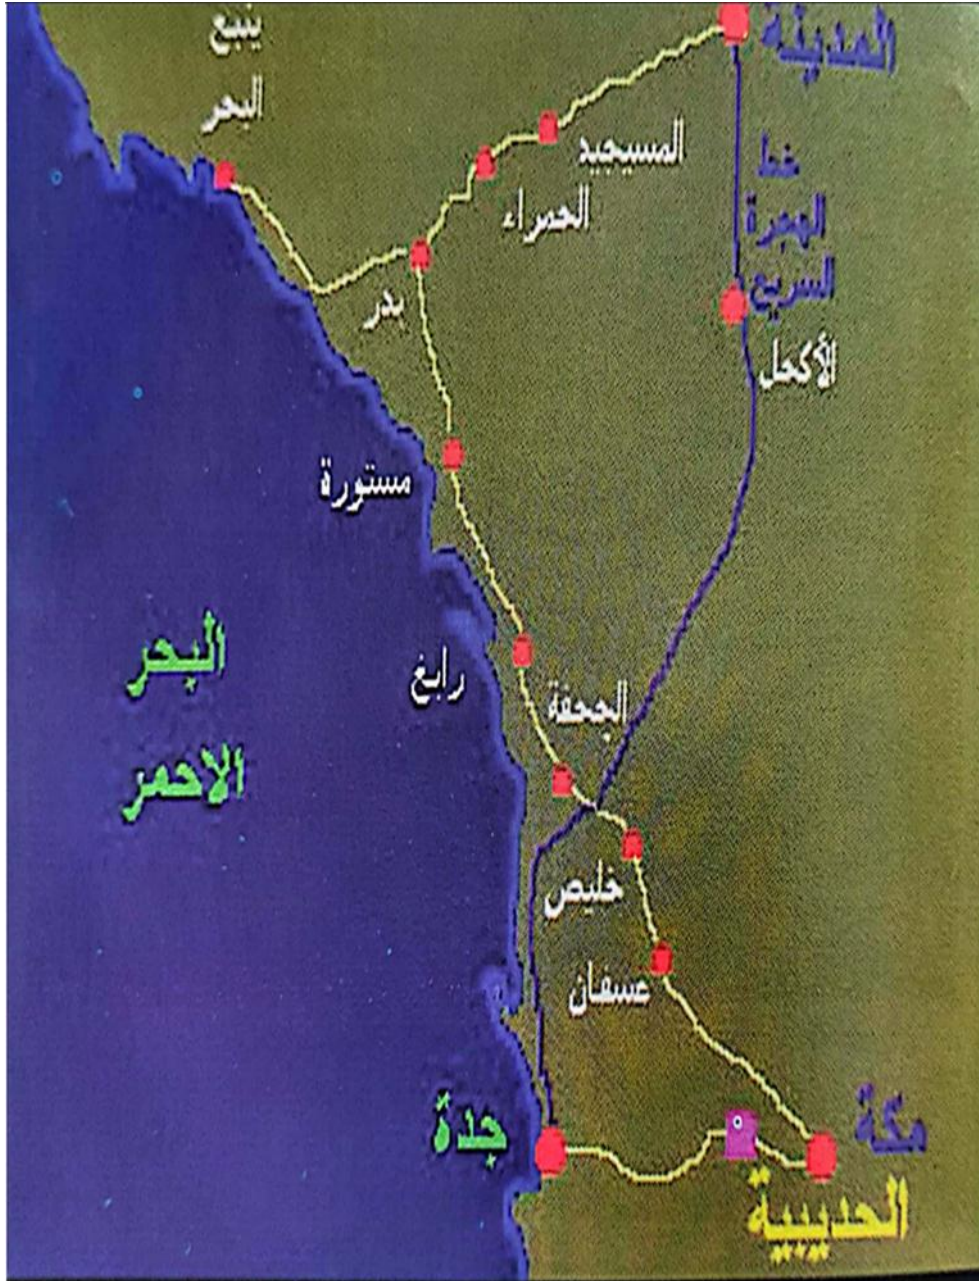 ينبع
البحر
المدينة
المسيجيد
الحمراء
خط
الهجرة
السريع
بدر
الأكحل
مستورة
البحر
الاحمر
رابغ
الجحفة
خليص
عسفان
جدة
مكة
الحديبية